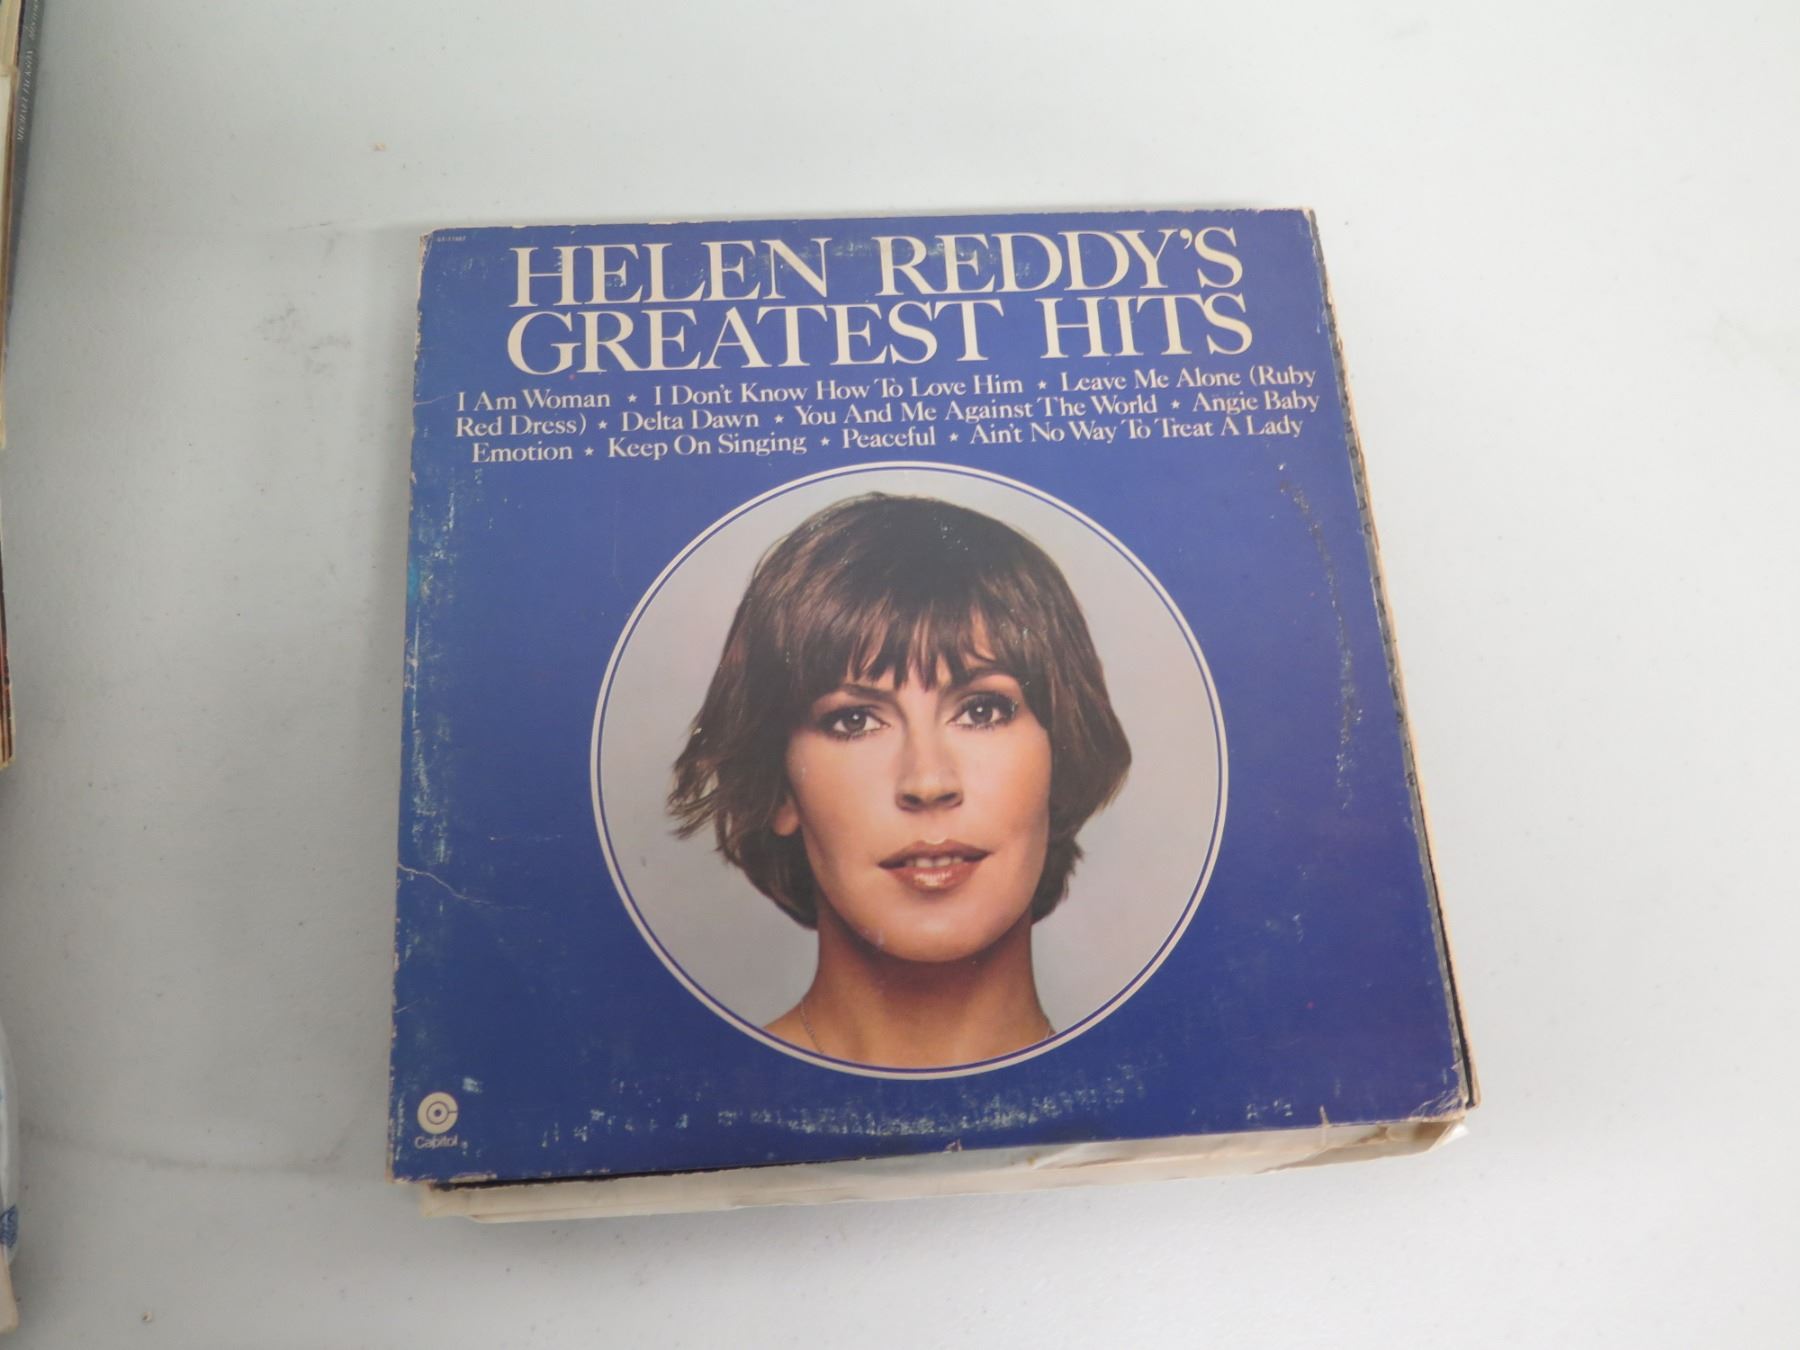 HELEN REDDY'S
GREATEST HITS
I Am Woman ★ I Don't Know How To Love Him ★ Leave Me Alone (Ruby
Red Dress) ★ Delta Dawn ★ You And Me Against The World ★ Angie Baby
Emotion ★ Keep On Singing ★ Peaceful ★ Ain't No Way To Treat A Lady
Capitol